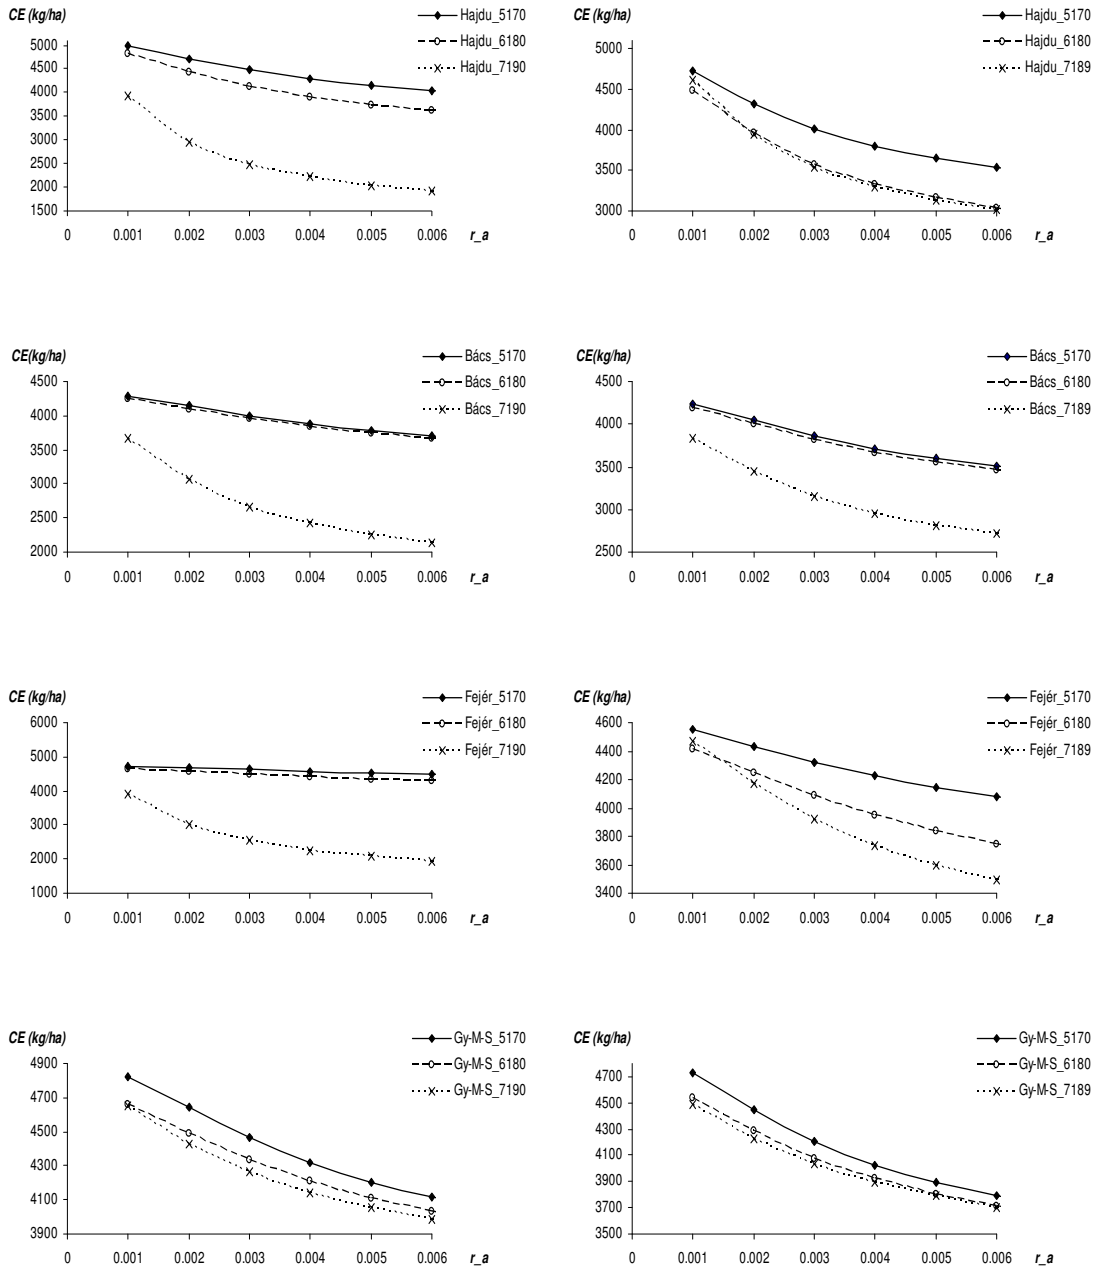 CE (kg/ha)
Hajdu_5170
Hajdu_6180
Hajdu_7190
5000
4500
4000
3500
3000
2500
2000
1500
0 0.001 0.002 0.003 0.004 0.005 0.006 r_a
CE (kg/ha)
Hajdu_5170
Hajdu_6180
Hajdu_7189
5000
4500
4000
3500
3000
0 0.001 0.002 0.003 0.004 0.005 0.006 r_a
CE(kg/ha)
Bács_5170
Bács_6180
Bács_7190
4500
4000
3500
3000
2500
2000
0 0.001 0.002 0.003 0.004 0.005 0.006 r_a
CE(kg/ha)
Bács_5170
Bács_6180
Bács_7189
4500
4000
3500
3000
2500
0 0.001 0.002 0.003 0.004 0.005 0.006 r_a
CE (kg/ha)
Fejér_5170
Fejér_6180
Fejér_7190
6000
5000
4000
3000
2000
1000
0 0.001 0.002 0.003 0.004 0.005 0.006 r_a
CE (kg/ha)
Fejér_5170
Fejér_6180
Fejér_7189
4600
4400
4200
4000
3800
3600
3400
0 0.001 0.002 0.003 0.004 0.005 0.006 r_a
CE (kg/ha)
Gy-M-S_5170
Gy-M-S_6180
Gy-M-S_7190
4900
4700
4500
4300
4100
3900
0 0.001 0.002 0.003 0.004 0.005 0.006 r_a
CE (kg/ha)
Gy-M-S_5170
Gy-M-S_6180
Gy-M-S_7189
4700
4500
4300
4100
3900
3700
3500
0 0.001 0.002 0.003 0.004 0.005 0.006 r_a